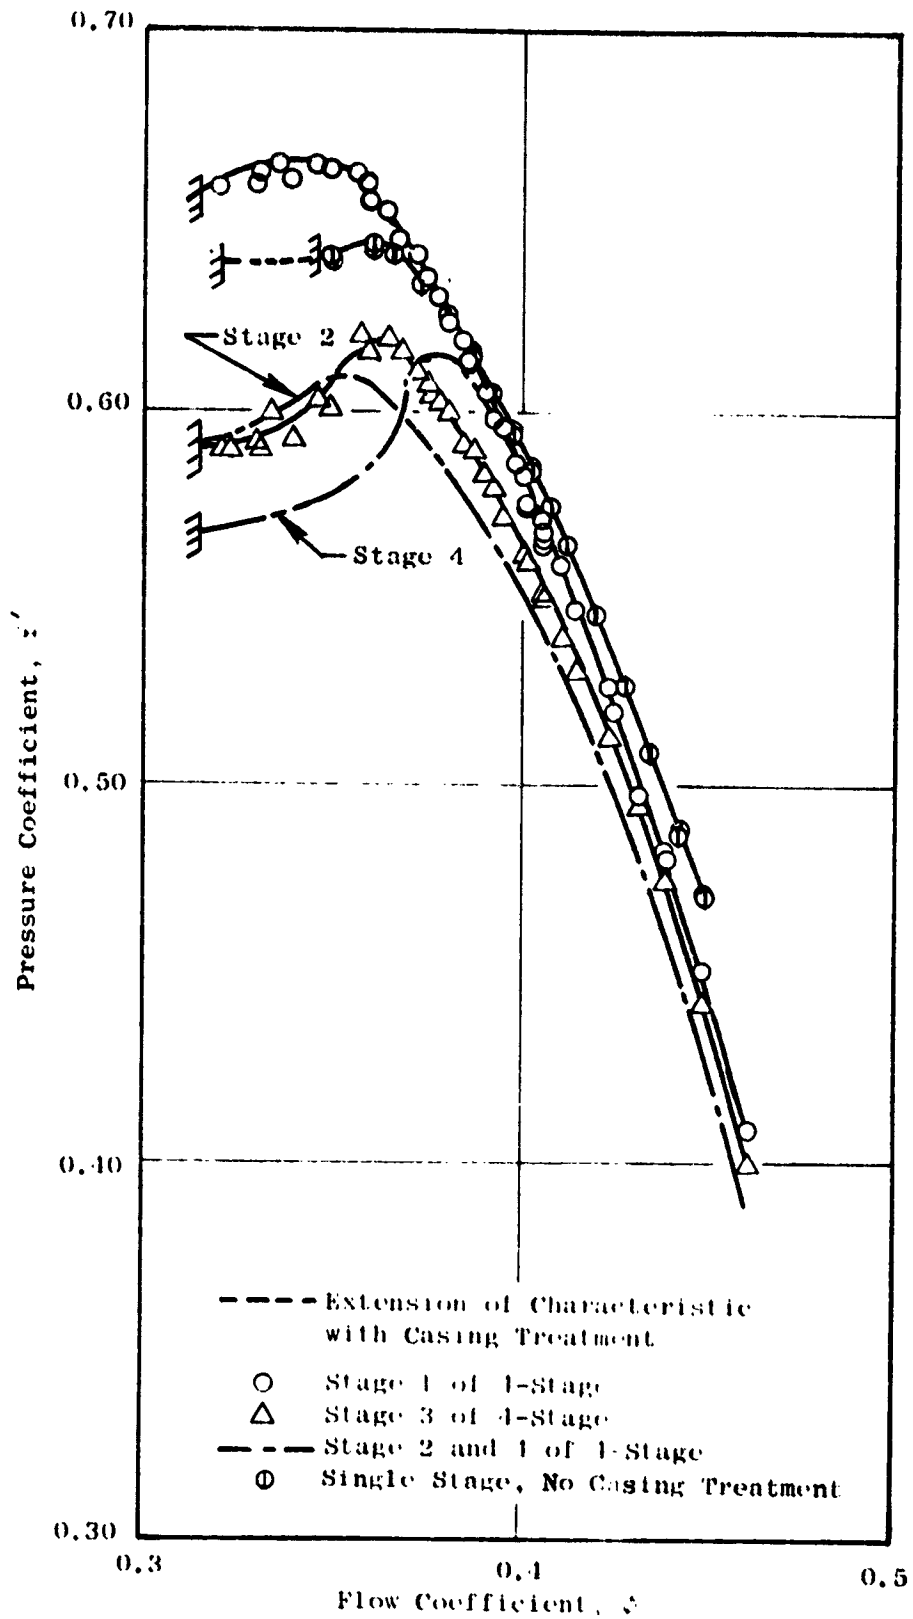 0.70
Stage 2
0.60
Stage 4
Pressure Coefficient,
0.50
0.40
Extension of Characteristic
with Casing Treatment
Stage 1 of 4-Stage
Stage 3 of 4-Stage
Stage 2 and 4 of 4-Stage
Single Stage, No Casing Treatment
0.30
0.3
0.4
0.5
Flow Coefficient,